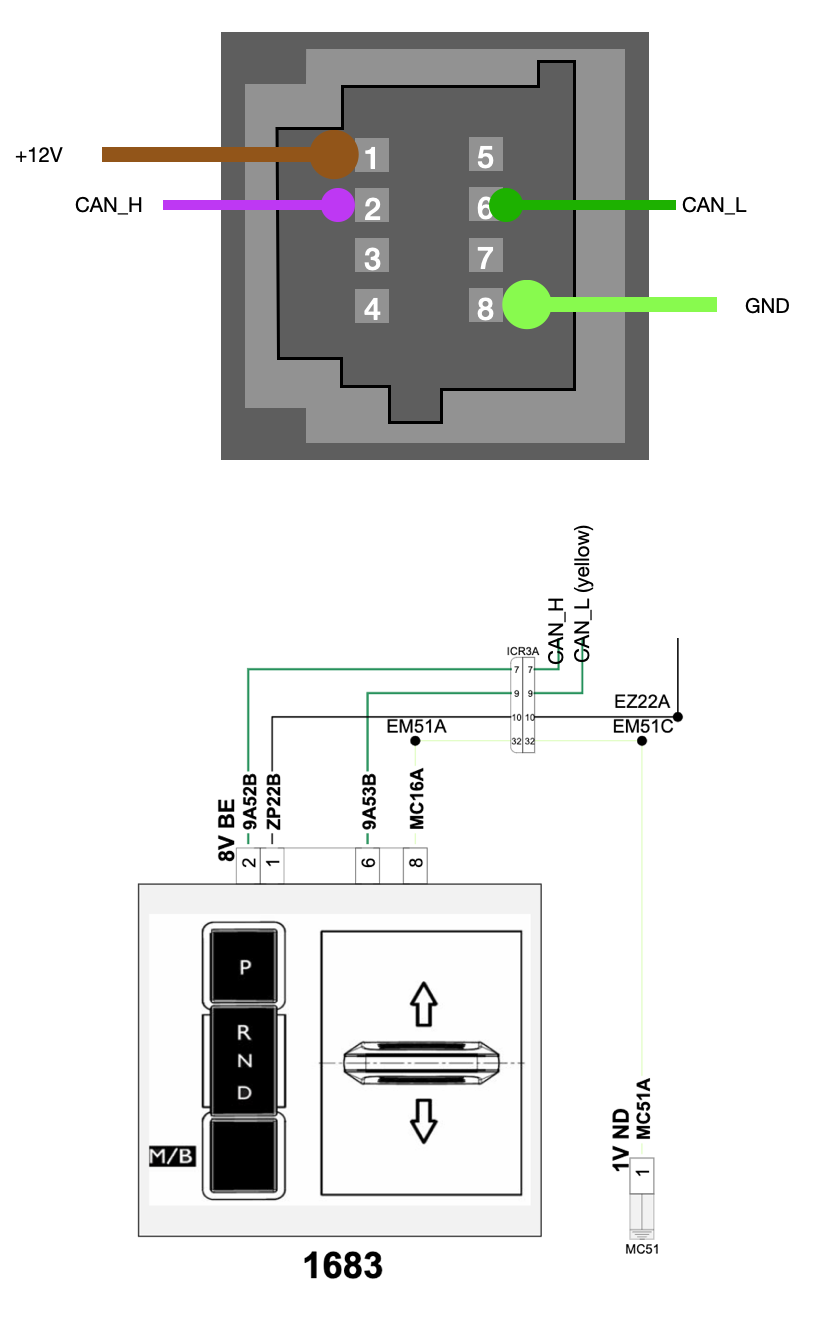 +12V
1
5
CAN_H
2
6
CAN_L
3
7
4
8
GND
CAN_H
CAN_L (yellow)
ICR3A
7 7
9 9
EZ22A
10 10
EM51A
EM51C
32 32
8V BE
9A52B
ZP22B
9A53B
MC16A
2
1
6
8
P
R
N
D
M/B
1V ND
MC51A
1
MC51
1683